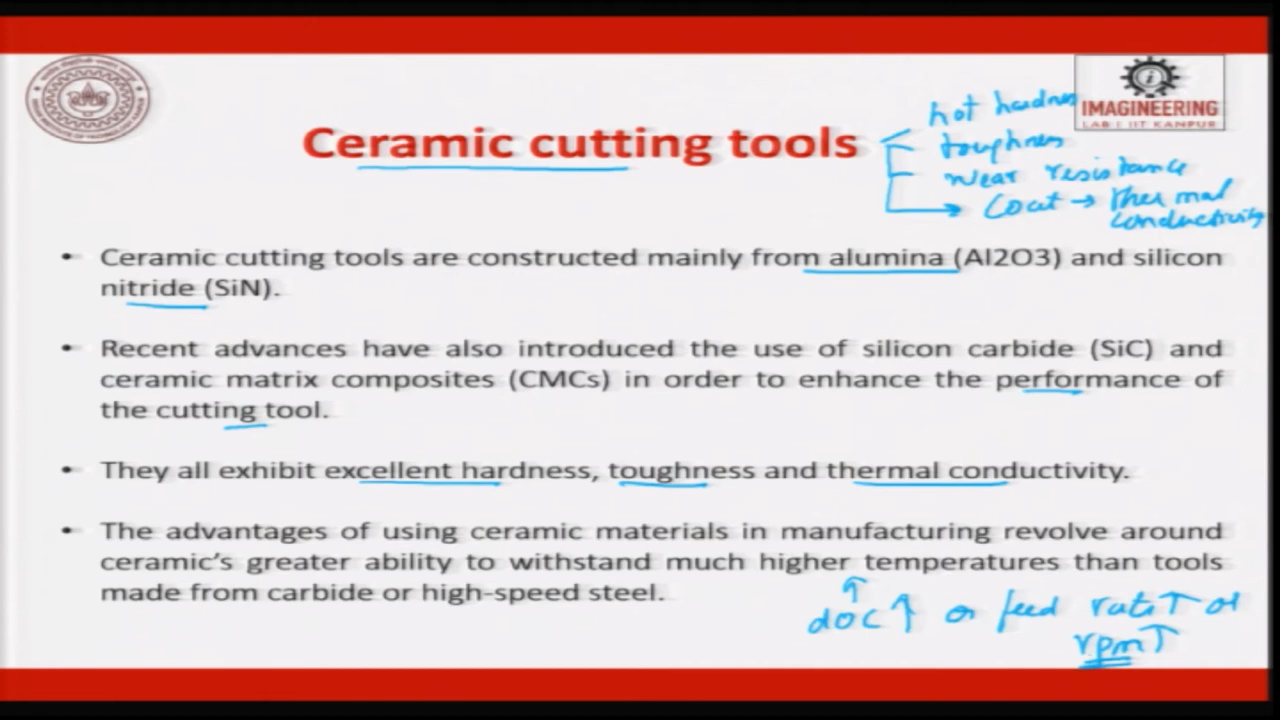 IMAGINEERING
LAB | IIT KANPUR
Ceramic cutting tools
hot hardness
toughness
wear resistance
Coat → thermal
conductivity
• Ceramic cutting tools are constructed mainly from alumina (Al2O3) and silicon
nitride (SiN).
• Recent advances have also introduced the use of silicon carbide (SiC) and
ceramic matrix composites (CMCs) in order to enhance the performance of
the cutting tool.
• They all exhibit excellent hardness, toughness and thermal conductivity.
• The advantages of using ceramic materials in manufacturing revolve around
ceramic's greater ability to withstand much higher temperatures than tools
made from carbide or high-speed steel.
doc ↑ or feed rate ↑ or
rpm ↑